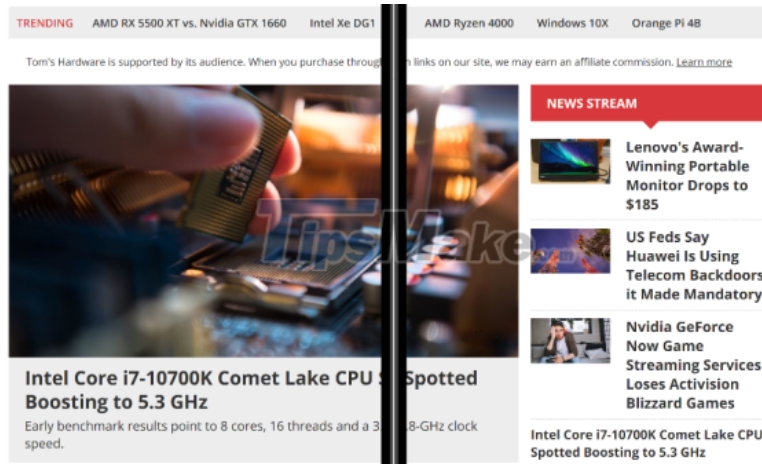 TRENDING AMD RX 5500 XT vs. Nvidia GTX 1660 Intel Xe DG1 AMD Ryzen 4000 Windows 10X Orange Pi 4B
Tom's Hardware is supported by its audience. When you purchase throug links on our site, we may earn an affiliate commission. Learn more
TipsMake.com
Intel Core i7-10700K Comet Lake CPU S Spotted
Boosting to 5.3 GHz
Early benchmark results point to 8 cores, 16 threads and a 3. .8-GHz clock
speed.
NEWS STREAM
Lenovo's Award-
Winning Portable
Monitor Drops to
$185
US Feds Say
Huawei Is Using
Telecom Backdoors
it Made Mandatory
Nvidia GeForce
Now Game
Streaming Services
Loses Activision
Blizzard Games
Intel Core i7-10700K Comet Lake CPU
Spotted Boosting to 5.3 GHz